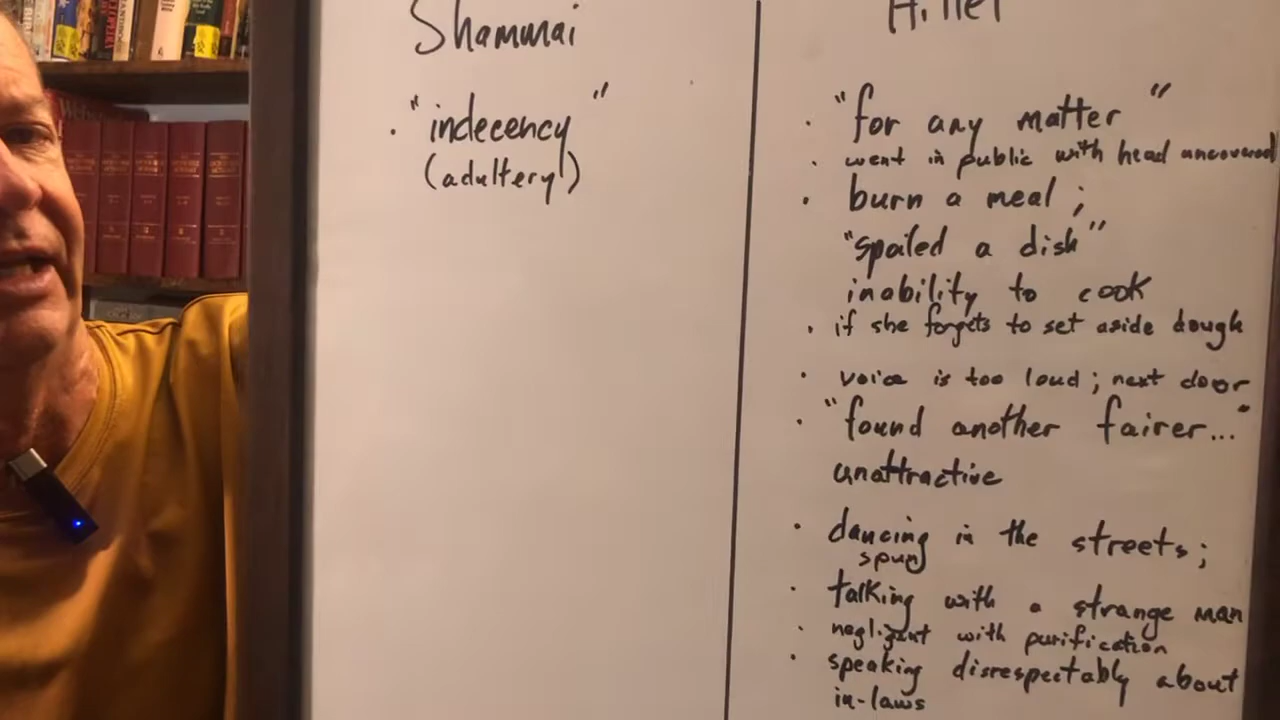 Shammai
Hillel
• "indecency"
(adultery)
• "for any matter"
• went in public with head uncovered
• burn a meal;
"spoiled a dish"
inability to cook
• if she forgets to set aside dough
• voice is too loud; next door
• "found another fairer..."
unattractive
• dancing in the streets;
spun
• talking with a strange man
• negligent with purification
• speaking disrespectably about
in-laws